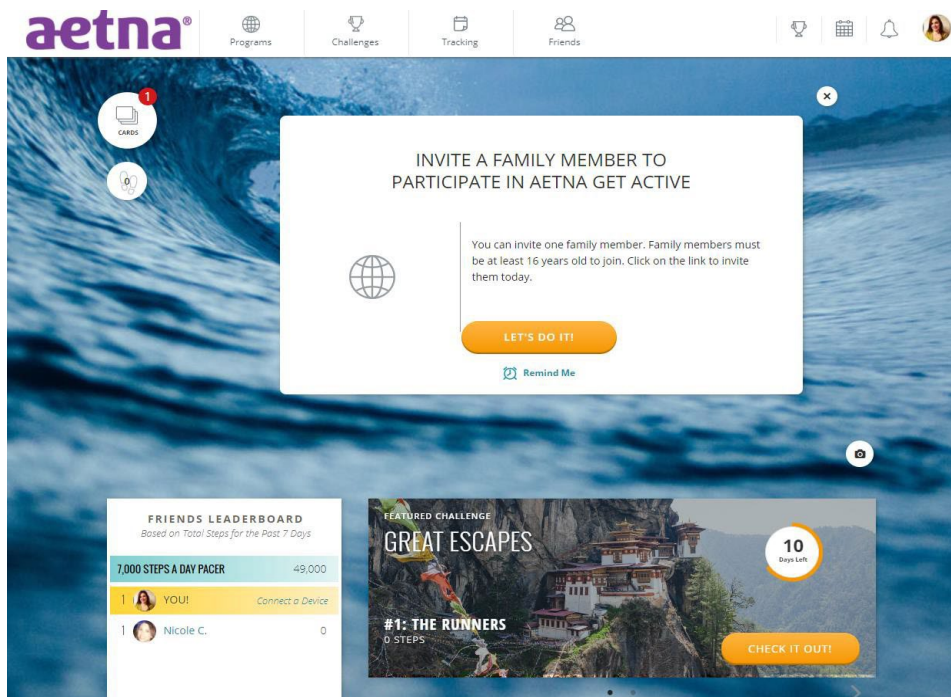 aetna®
Programs
Challenges
Tracking
Friends
1
CARDS
0
INVITE A FAMILY MEMBER TO
PARTICIPATE IN AETNA GET ACTIVE
You can invite one family member. Family members must
be at least 16 years old to join. Click on the link to invite
them today.
LET'S DO IT!
Remind Me
FRIENDS LEADERBOARD
Based on Total Steps for the Past 7 Days
7,000 STEPS A DAY PACER 49,000
1 YOU! Connect a Device
1 Nicole C. 0
FEATURED CHALLENGE
GREAT ESCAPES
10
Days Left
#1: THE RUNNERS
0 STEPS
CHECK IT OUT!